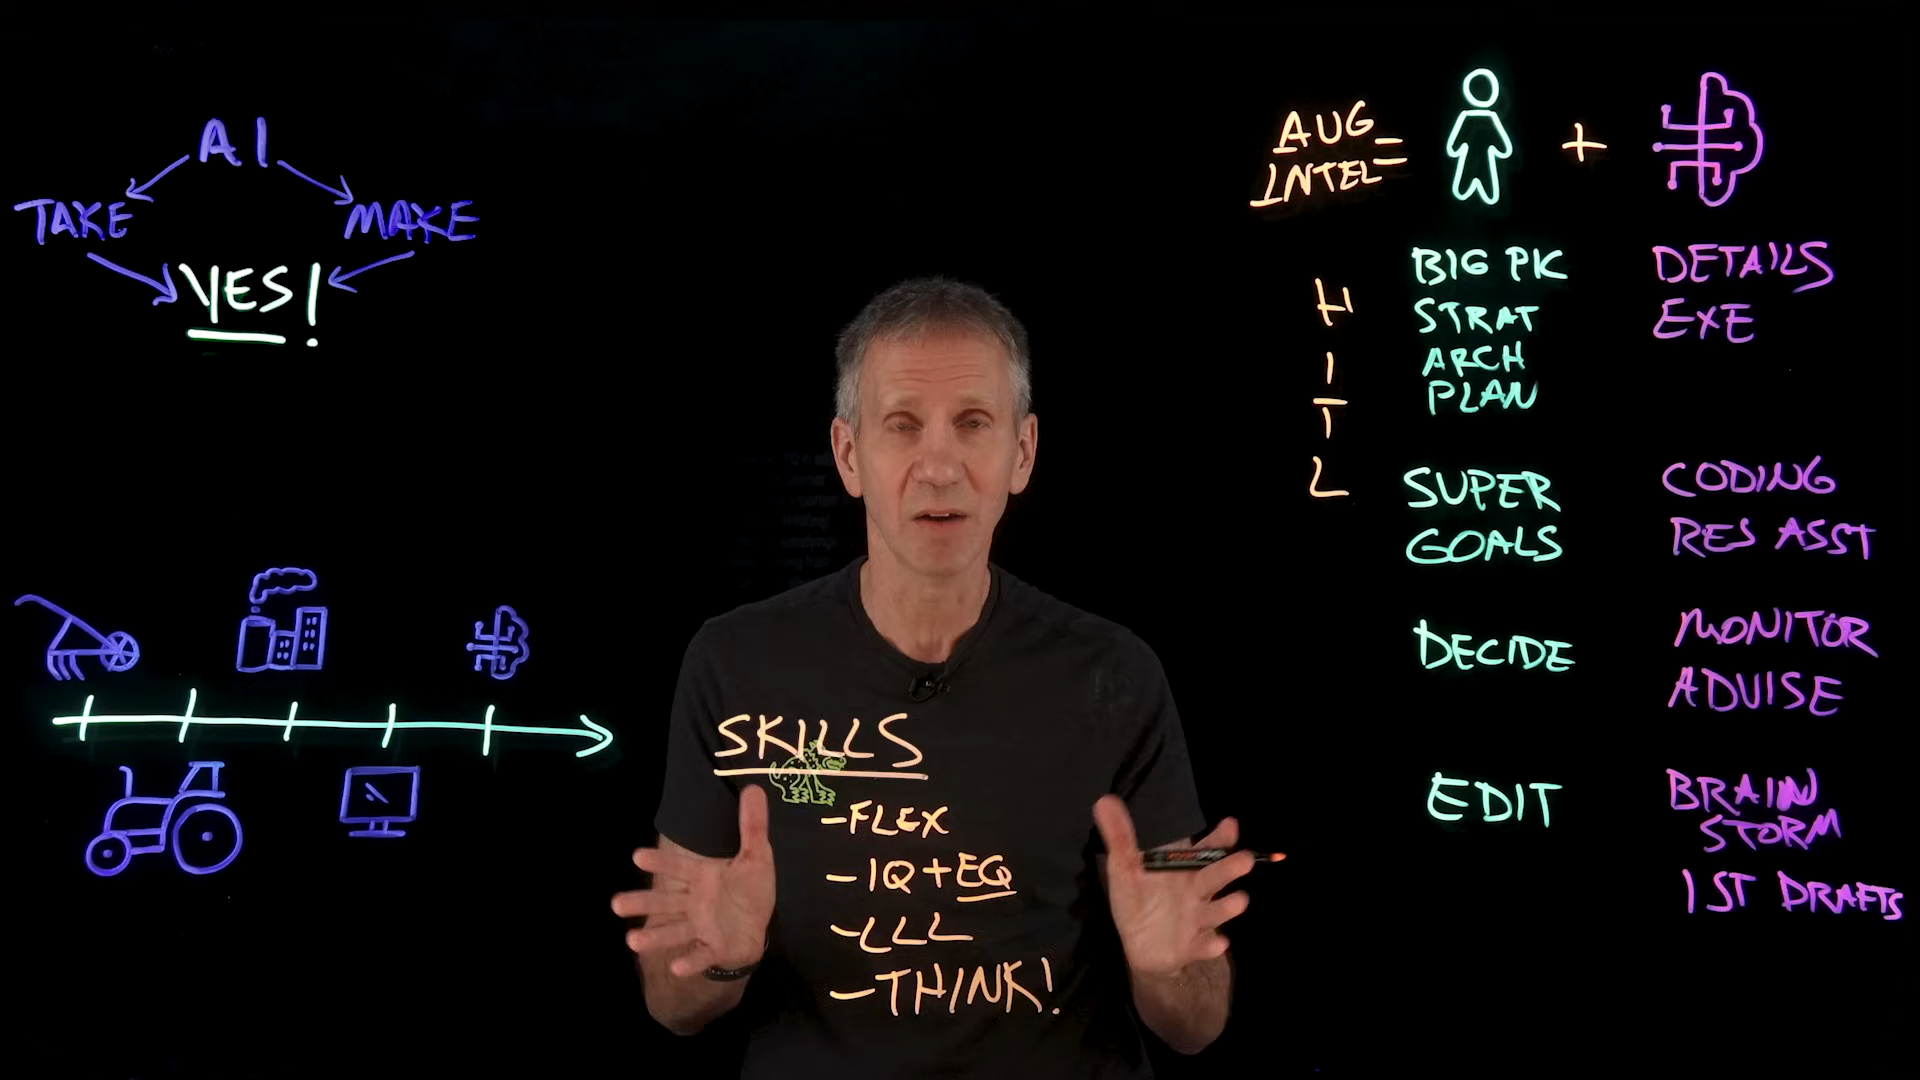 AI
TAKE MAKE
YES!
AUG
INTEL = +
H
I
T
L
BIG PIC
STRAT
ARCH
PLAN
SUPER
GOALS
DECIDE
EDIT
DETAILS
EXE
CODING
RES ASST
MONITOR
ADVISE
BRAIN
STORM
1ST DRAFTS
SKILLS
- FLEX
- IQ + EQ
- LLL
- THINK!